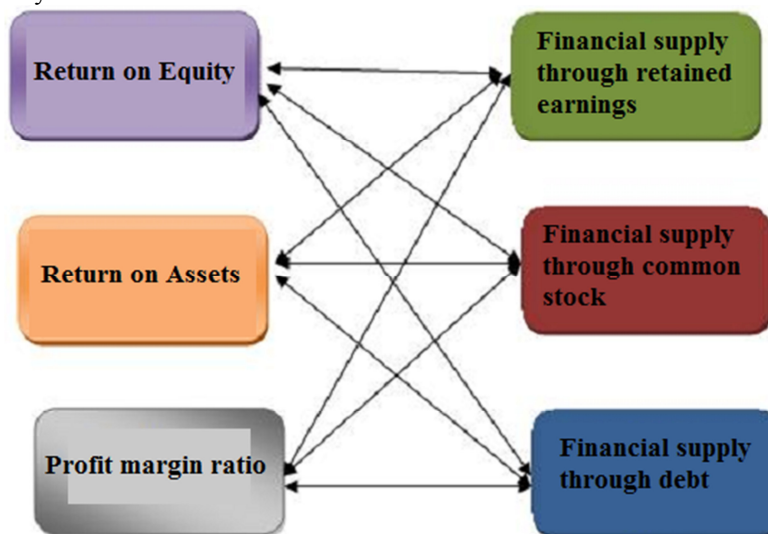 Return on Equity
Financial supply
through retained
earnings
Return on Assets
Financial supply
through common
stock
Profit margin ratio
Financial supply
through debt